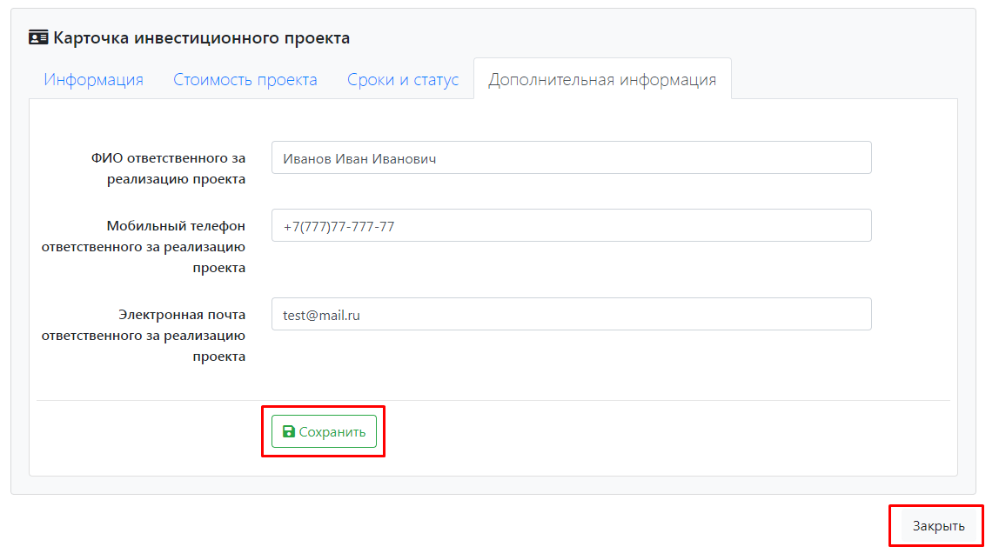 Карточка инвестиционного проекта
Информация
Стоимость проекта
Сроки и статус
Дополнительная информация
ФИО ответственного за
реализацию проекта
Иванов Иван Иванович
Мобильный телефон
ответственного за реализацию
проекта
+7(777)77-777-77
Электронная почта
ответственного за реализацию
проекта
test@mail.ru
Сохранить
Закрыть